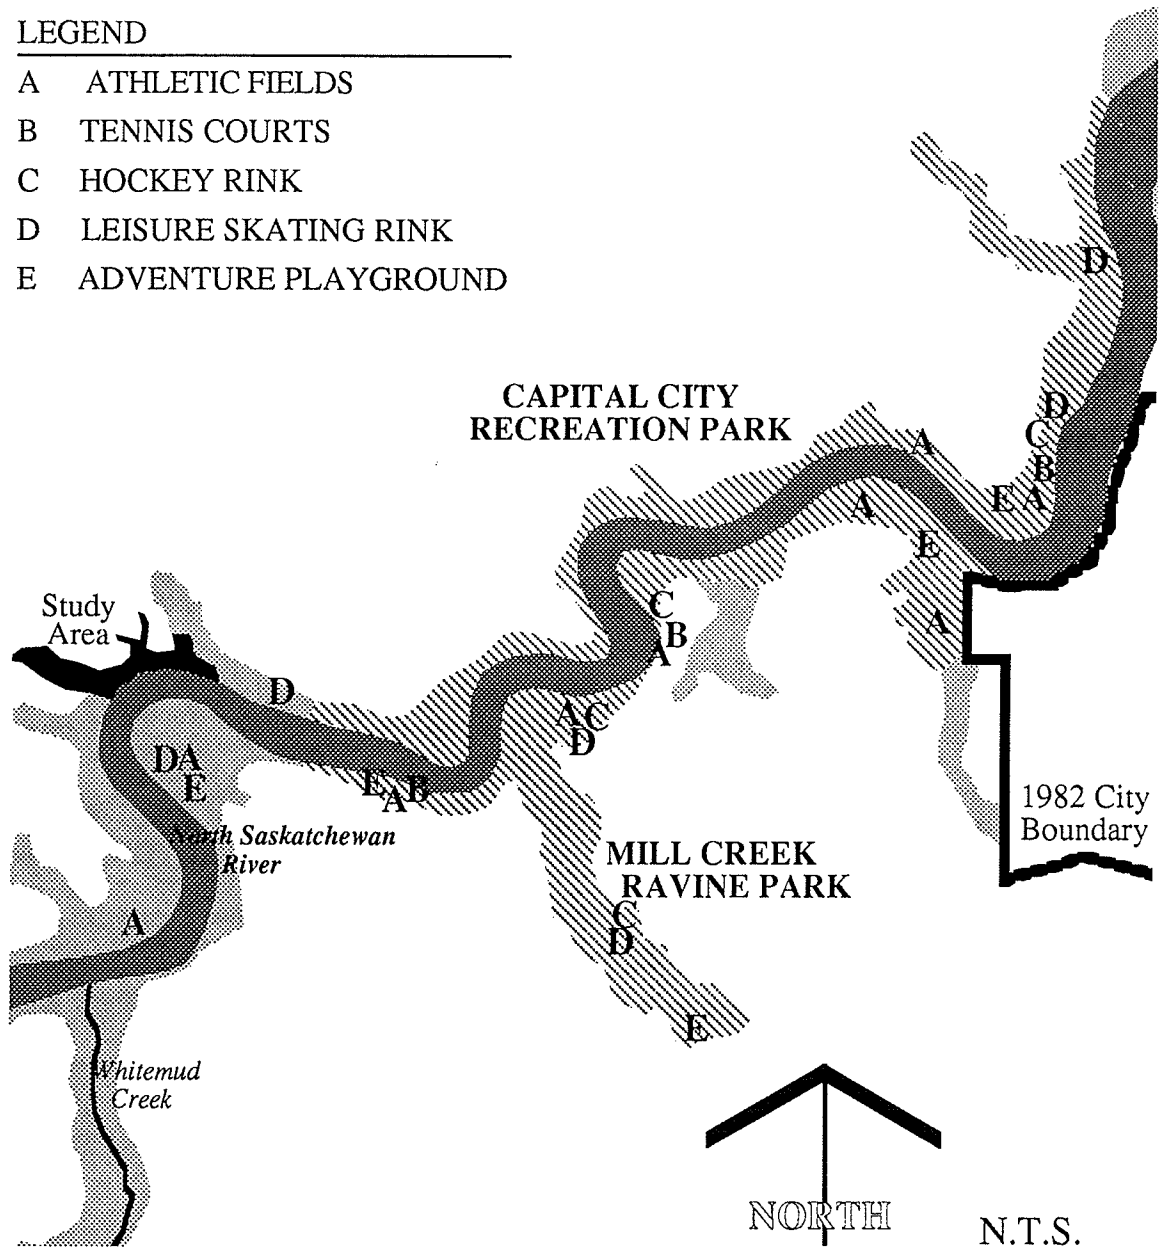 LEGEND
A ATHLETIC FIELDS
B TENNIS COURTS
C HOCKEY RINK
D LEISURE SKATING RINK
E ADVENTURE PLAYGROUND
D
CAPITAL CITY
RECREATION PARK
D
C
B
E A
A
A
E
A
Study
Area
C
B
A
D
A C
D
D A
E
E A B
1982 City
Boundary
North Saskatchewan
River
MILL CREEK
RAVINE PARK
C
D
A
E
Whitemud
Creek
NORTH
N.T.S.